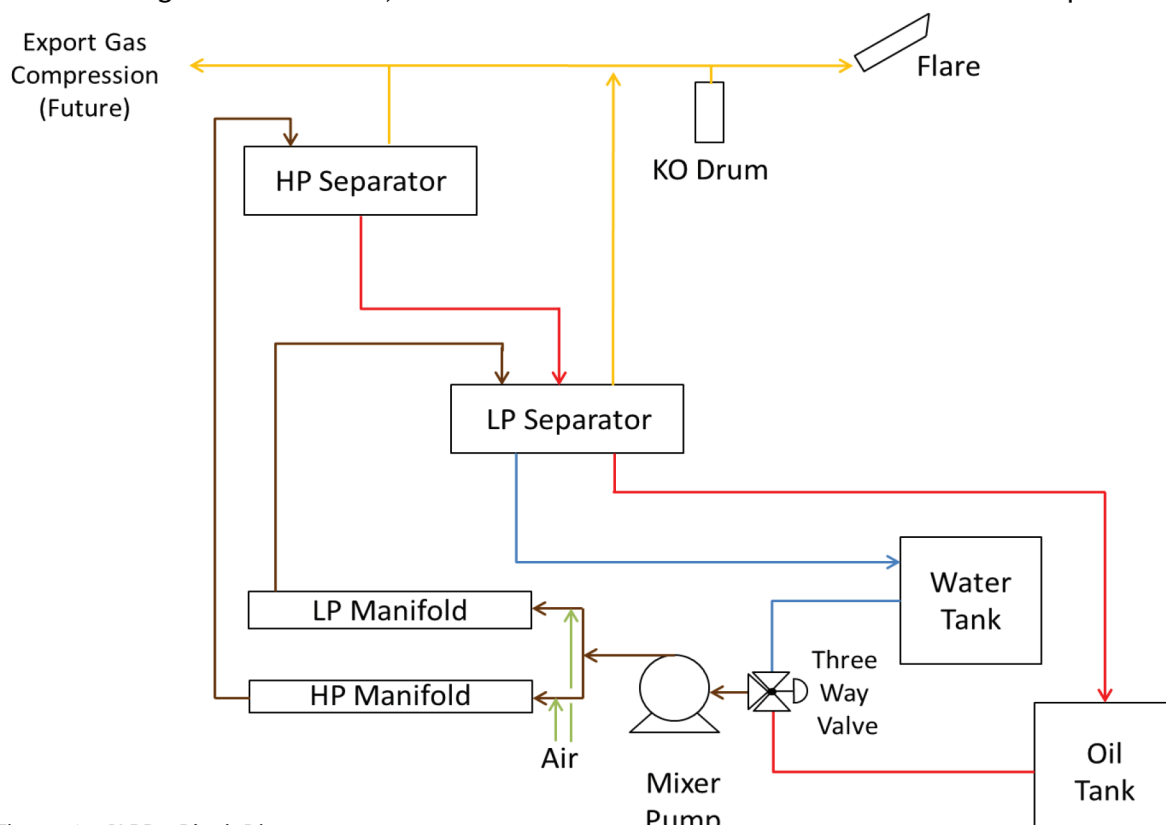 Export Gas
Compression
(Future)
Flare
KO Drum
HP Separator
LP Separator
Water
Tank
LP Manifold
Three
Way
Valve
HP Manifold
Air
Oil
Tank
Mixer
Pump